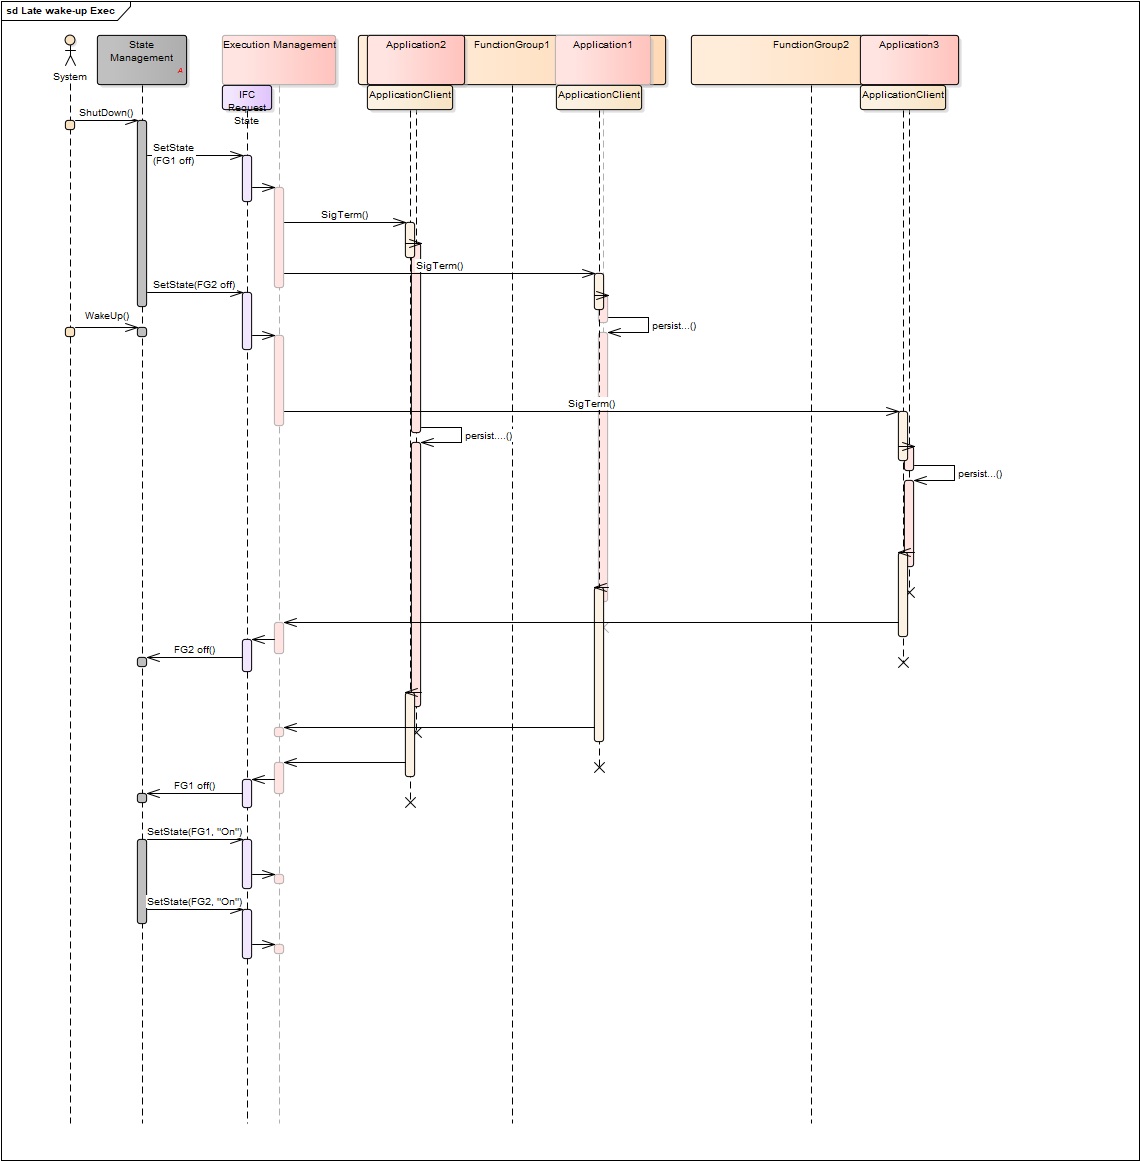 sd Late wake-up Exec
System
State
Management
A
Execution Management
IFC
Request
State
Application2
FunctionGroup1
Application1
FunctionGroup2
Application3
ApplicationClient
ApplicationClient
ApplicationClient
ShutDown()
SetState
(FG1 off)
SigTerm()
SigTerm()
SetState(FG2 off)
WakeUp()
persist...()
SigTerm()
persist....()
persist...()
FG2 off()
FG1 off()
SetState(FG1, "On")
SetState(FG2, "On")